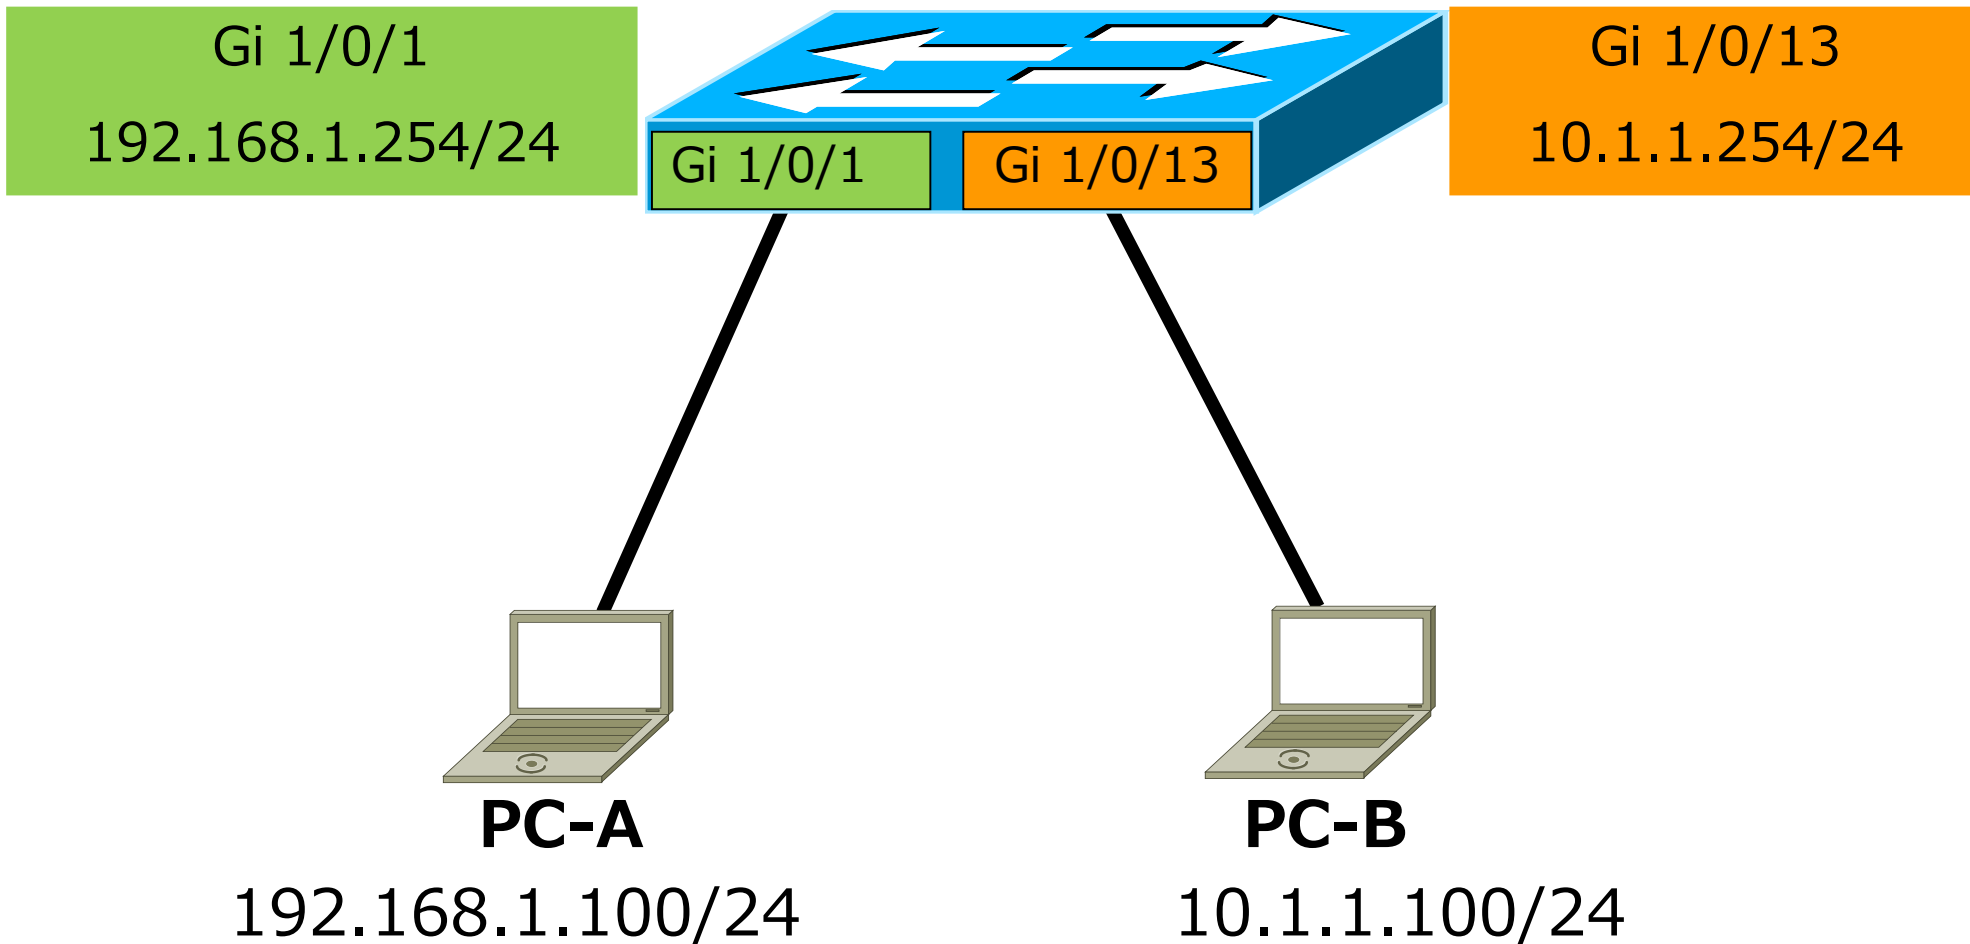 Gi 1/0/1
192.168.1.254/24
Gi 1/0/13
10.1.1.254/24
Gi 1/0/1
Gi 1/0/13
PC-A
192.168.1.100/24
PC-B
10.1.1.100/24